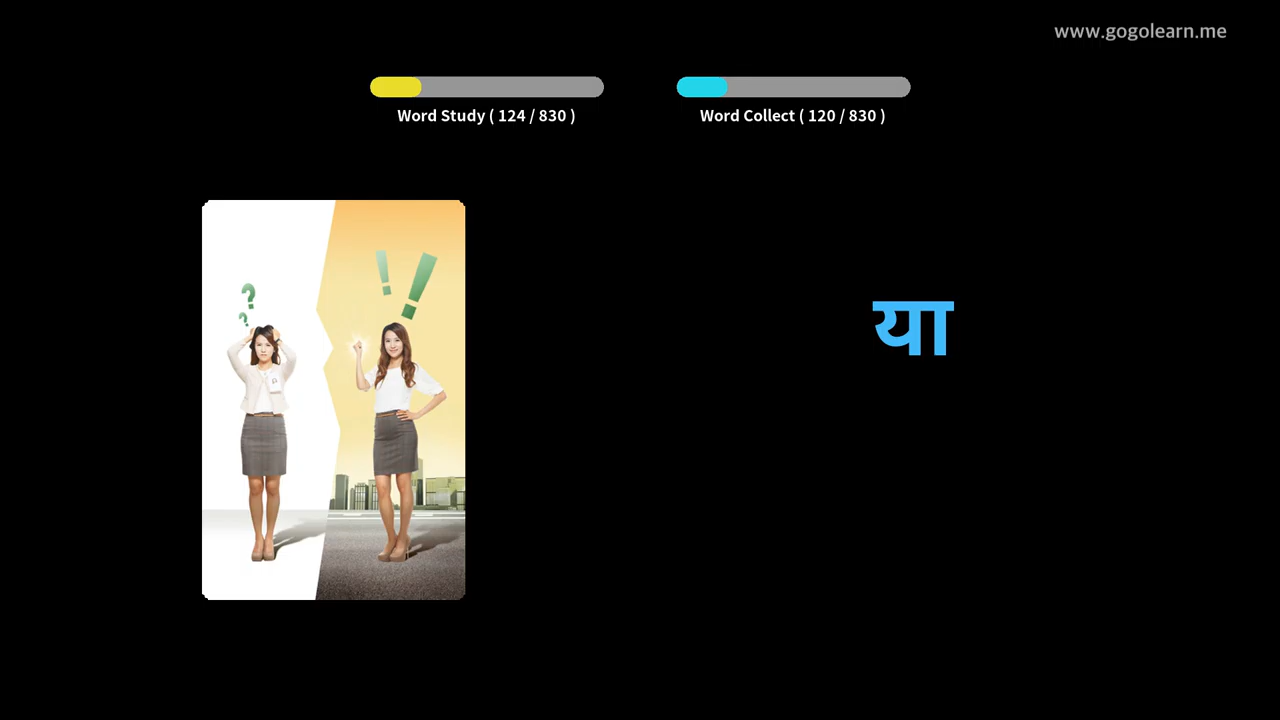 www.gogolearn.me
Word Study ( 124 / 830 )
Word Collect ( 120 / 830 )
? ? ! !
या